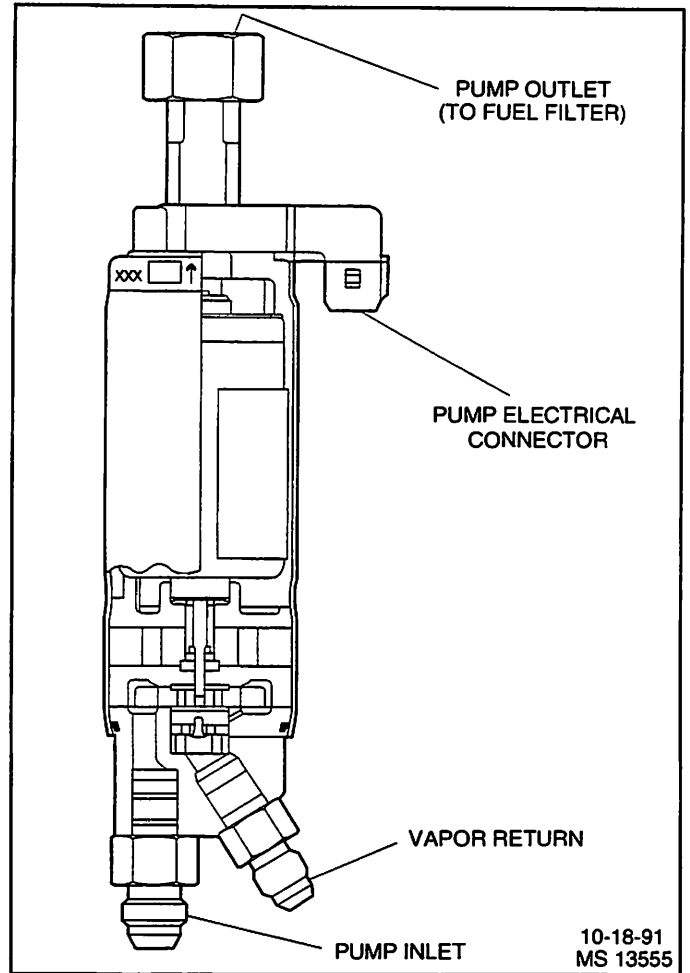 PUMP OUTLET
(TO FUEL FILTER)
XXX
PUMP ELECTRICAL
CONNECTOR
VAPOR RETURN
PUMP INLET
10-18-91
MS 13555